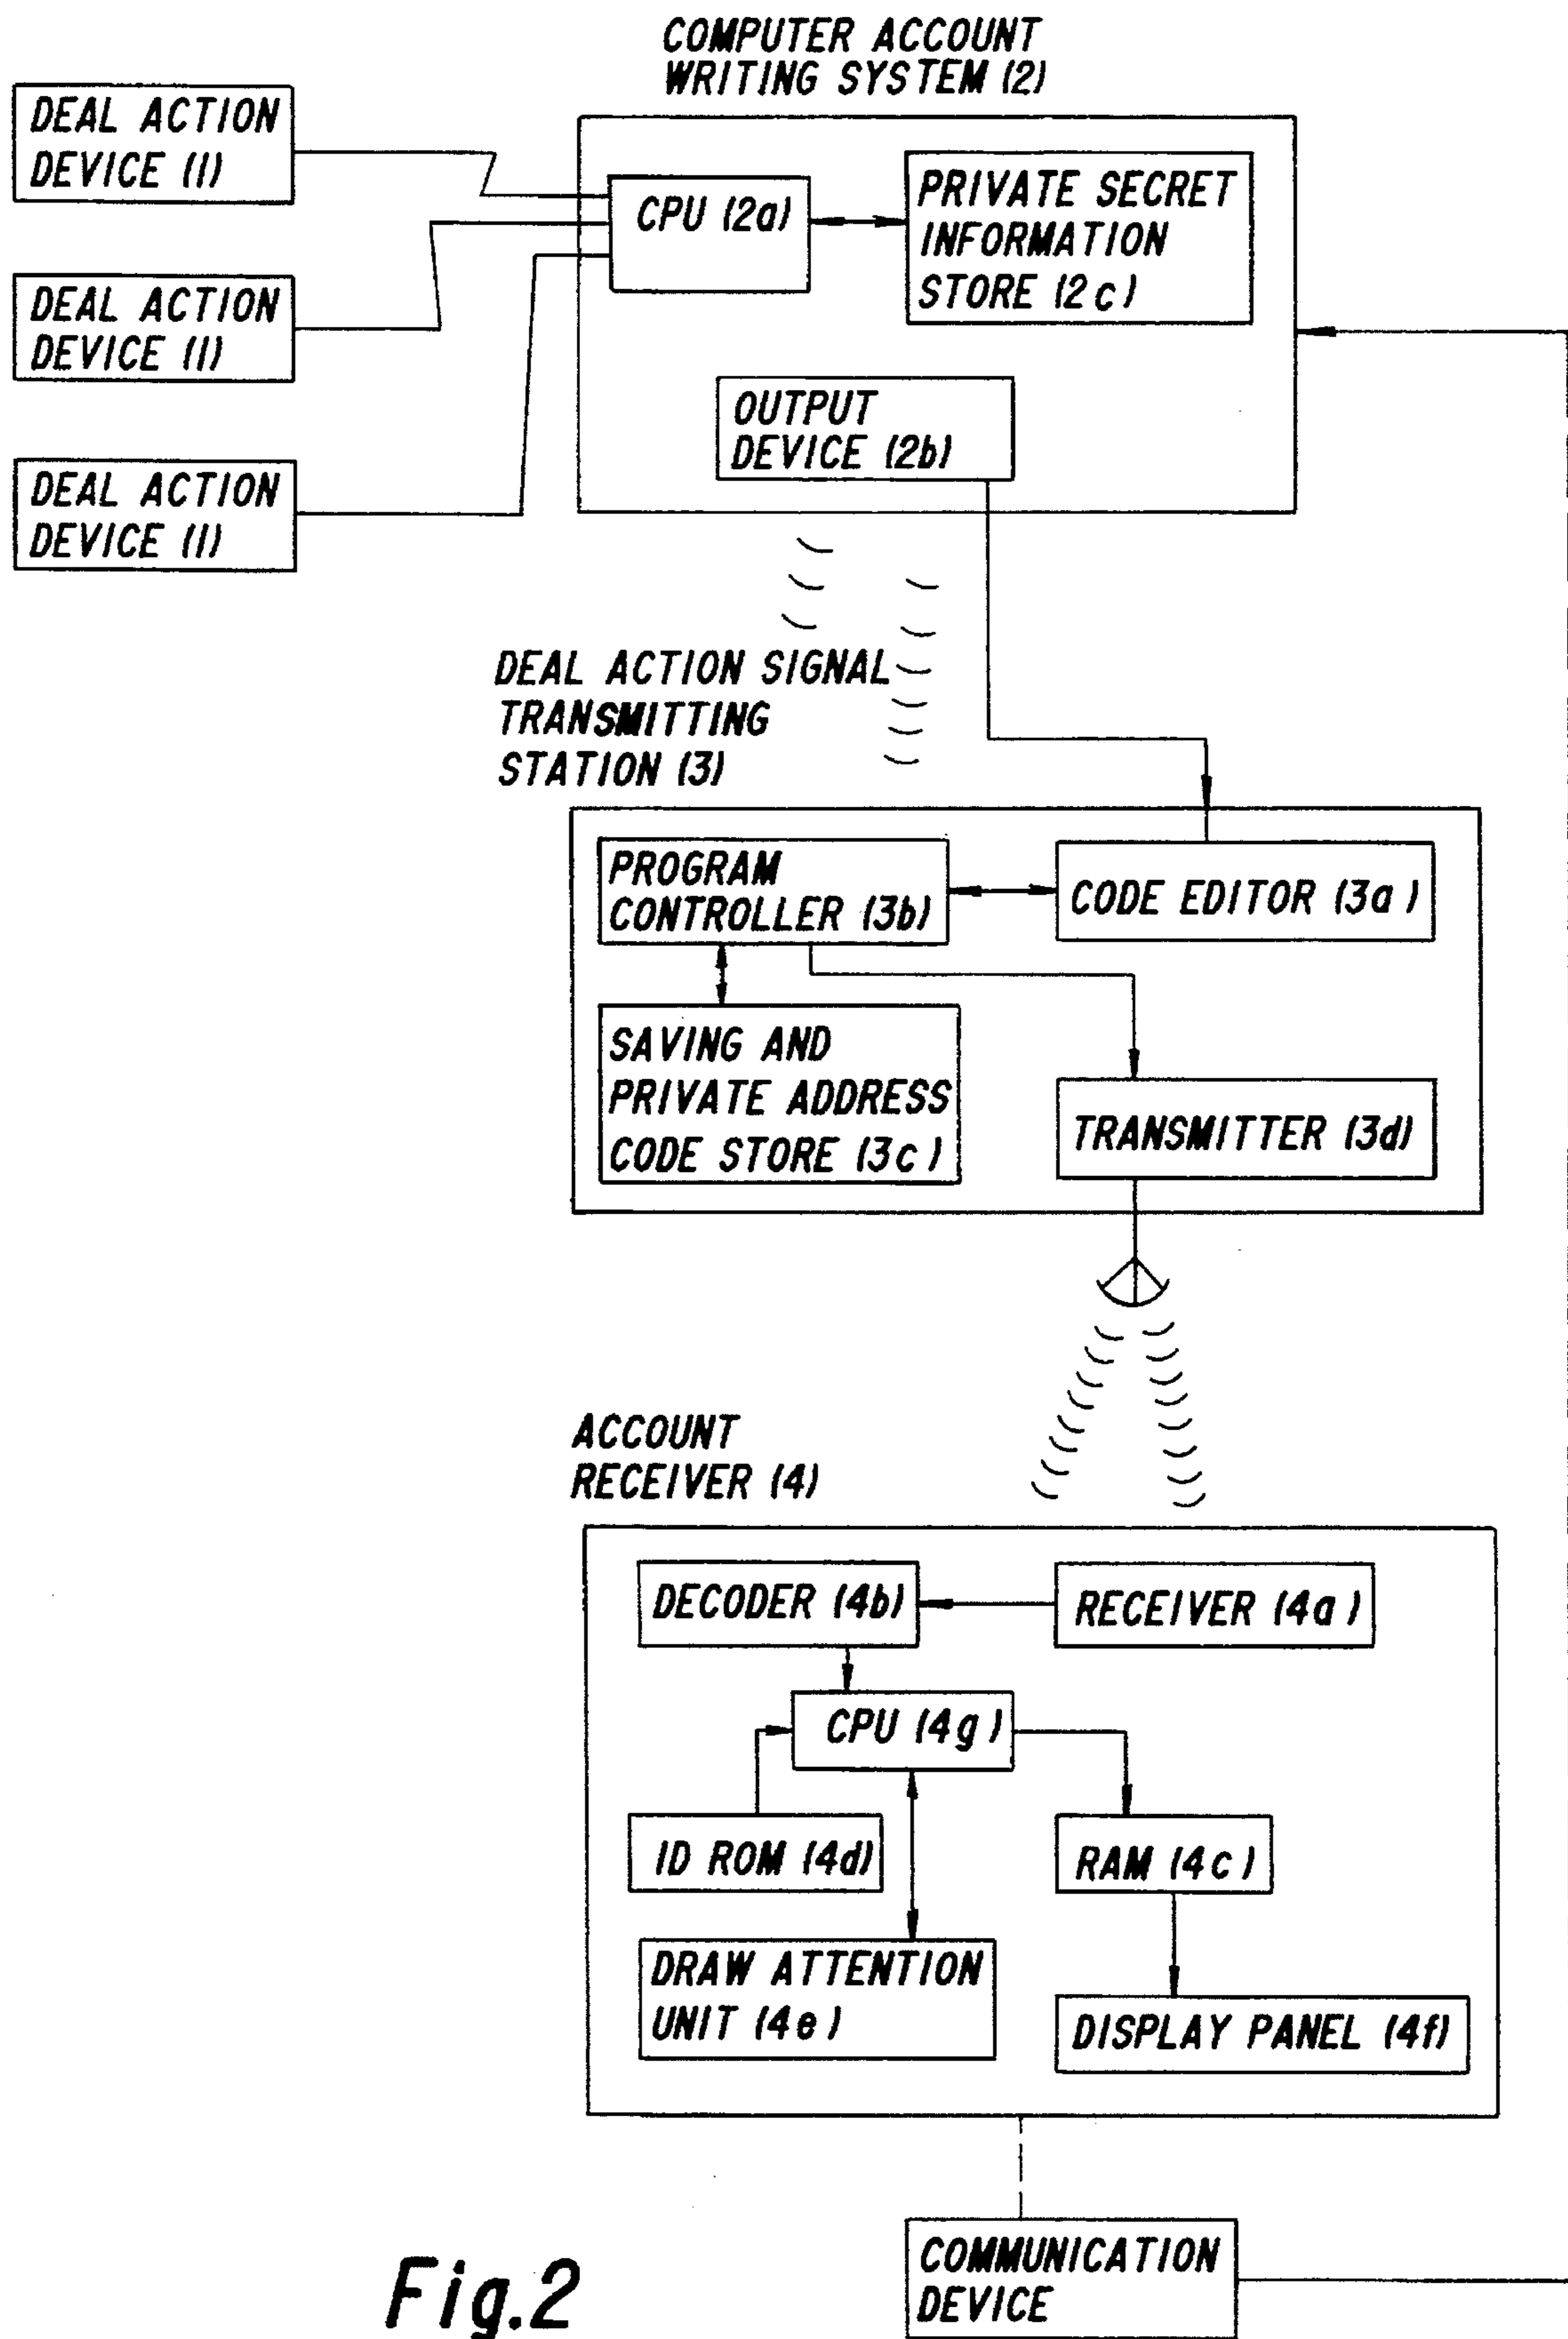 COMPUTER ACCOUNT
WRITING SYSTEM (2)
DEAL ACTION
DEVICE (1)
CPU (2a)
PRIVATE SECRET
INFORMATION
STORE (2c)
DEAL ACTION
DEVICE (1)
OUTPUT
DEVICE (2b)
DEAL ACTION
DEVICE (1)
DEAL ACTION SIGNAL
TRANSMITTING
STATION (3)
PROGRAM
CONTROLLER (3b)
CODE EDITOR (3a)
SAVING AND
PRIVATE ADDRESS
CODE STORE (3c)
TRANSMITTER (3d)
ACCOUNT
RECEIVER (4)
DECODER (4b)
RECEIVER (4a)
CPU (4g)
ID ROM (4d)
RAM (4c)
DRAW ATTENTION
UNIT (4e)
DISPLAY PANEL (4f)
COMMUNICATION
DEVICE
Fig.2